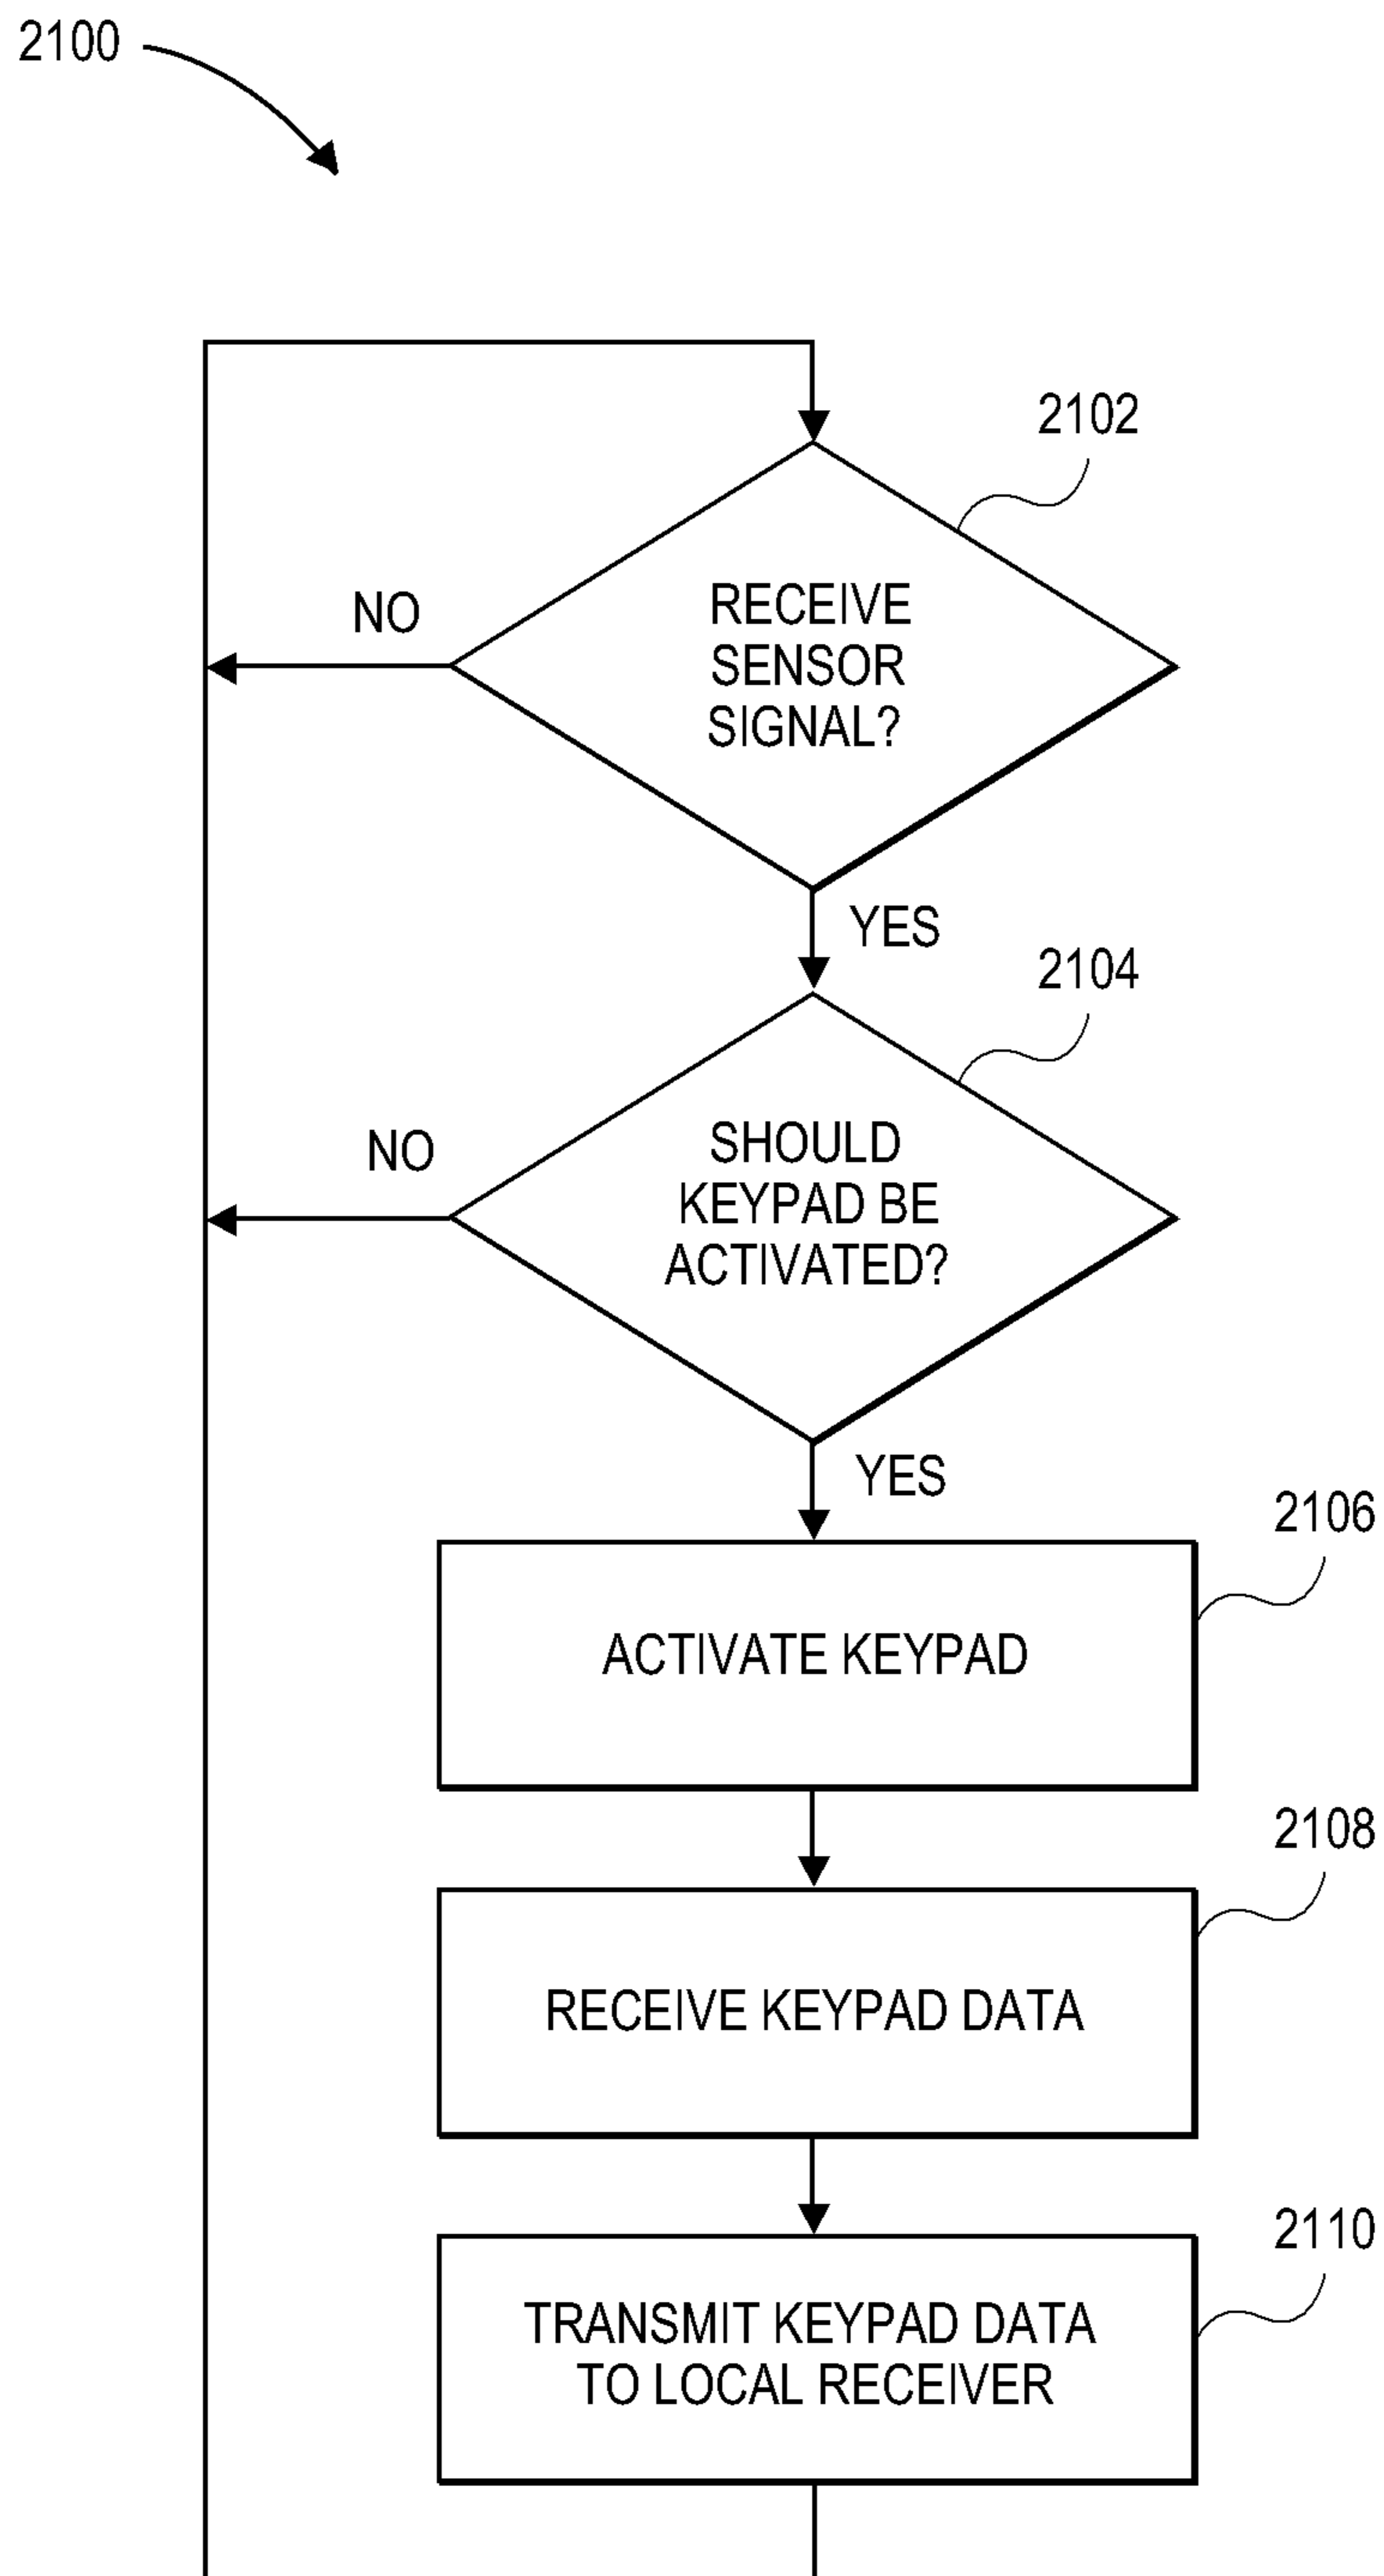 2100
2102
NO
RECEIVE
SENSOR
SIGNAL?
YES
2104
NO
SHOULD
KEYPAD BE
ACTIVATED?
YES
2106
ACTIVATE KEYPAD
2108
RECEIVE KEYPAD DATA
2110
TRANSMIT KEYPAD DATA
TO LOCAL RECEIVER